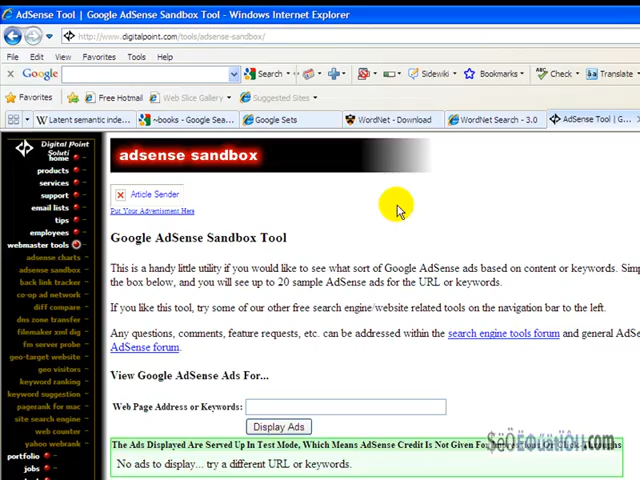 AdSense Tool | Google AdSense Sandbox Tool - Windows Internet Explorer
http://www.digitalpoint.com/tools/adsense-sandbox/
File Edit View Favorites Tools Help
x Google Search Sidewiki Bookmarks Check Translate
Favorites Free Hotmail Web Slice Gallery Suggested Sites
Latent semantic inde... ~books - Google Sea... Google Sets WordNet - Download WordNet Search - 3.0 AdSense Tool | G...
Digital Point
Soluti
home
products
services
support
email lists
tips
employees
webmaster tools
adsense charts
adsense sandbox
back link tracker
co-op ad network
diff compare
dns zone transfer
filemaker xml dig
fm server probe
geo-target website
geo visitors
keyword ranking
keyword suggestion
pagerank for mac
site search engine
web counter
yahoo webrank
portfolio
jobs
adsense sandbox
Article Sender
Put Your Advertisment Here
Google AdSense Sandbox Tool
This is a handy little utility if you would like to see what sort of Google AdSense ads based on content or keywords. Sim
the box below, and you will see up to 20 sample AdSense ads for the URL or keywords.
If you like this tool, try some of our other free search engine/website related tools on the navigation bar to the left.
Any questions, comments, feature requests, etc. can be addressed within the search engine tools forum and general Ad
AdSense forum.
View Google AdSense Ads For...
Web Page Address or Keywords:
Display Ads
The Ads Displayed Are Served Up In Test Mode, Which Means AdSense Credit Is Not Given For Impressions Or Click Throughs
No ads to display... try a different URL or keywords.